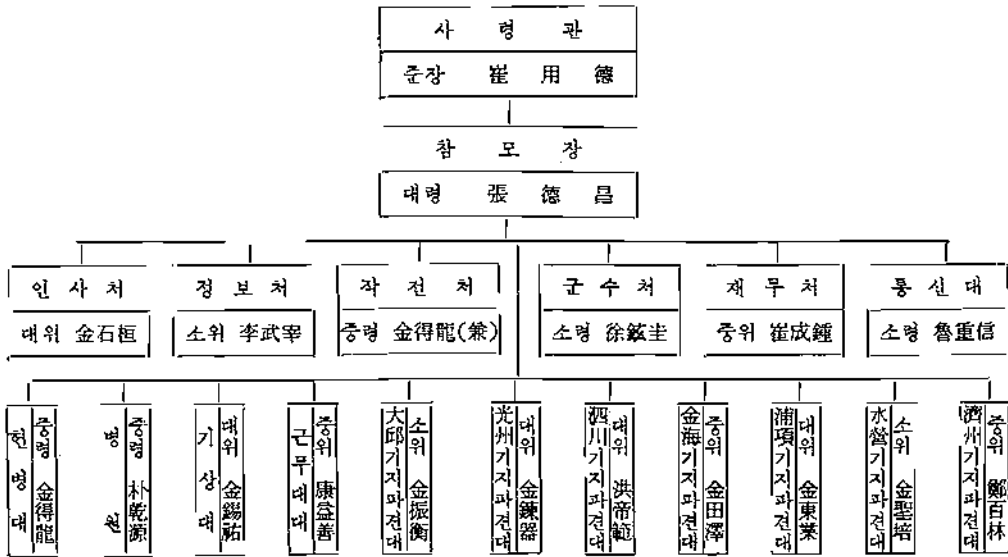 사 령 관
준장 崔 用 德
참 모 장
대령 張 德 昌
인 사 처
대위 金石桓
정 보 처
소위 李武宰
작 전 처
중령 金得龍(兼)
군 수 처
소령 徐鉉圭
재 무 처
중위 崔成鍾
통 신 대
소령 魯重信
헌 병 대
중령 金得龍
병 원
중령 朴乾源
기 상 대
대위 金錫祐
근 무 대 대
중위 康益善
大邱기지파견대
소위 金振衡
光州기지파견대
대위 金鍊器
泗川기지파견대
대위 洪帝範
金海기지파견대
중위 金田澤
浦項기지파견대
대위 金東業
水營기지파견대
소위 金聖培
濟州기지파견대
중위 鄭百林